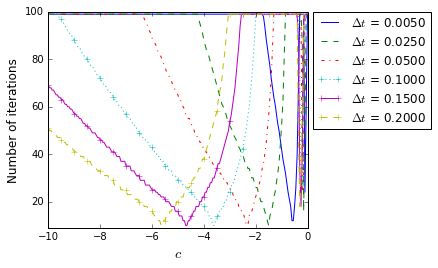 100
80
60
40
20
Number of iterations
−10
−8
−6
−4
−2
0
c
Δt = 0.0050
Δt = 0.0250
Δt = 0.0500
Δt = 0.1000
Δt = 0.1500
Δt = 0.2000